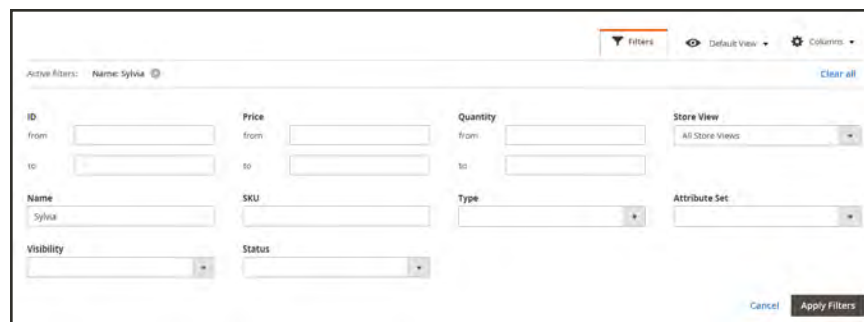 Filters Default View Columns
Active filters: Name: Sylvia Clear all
ID Price Quantity Store View
from from from All Store Views
to to to
Name SKU Type Attribute Set
Sylvia
Visibility Status
Cancel Apply Filters